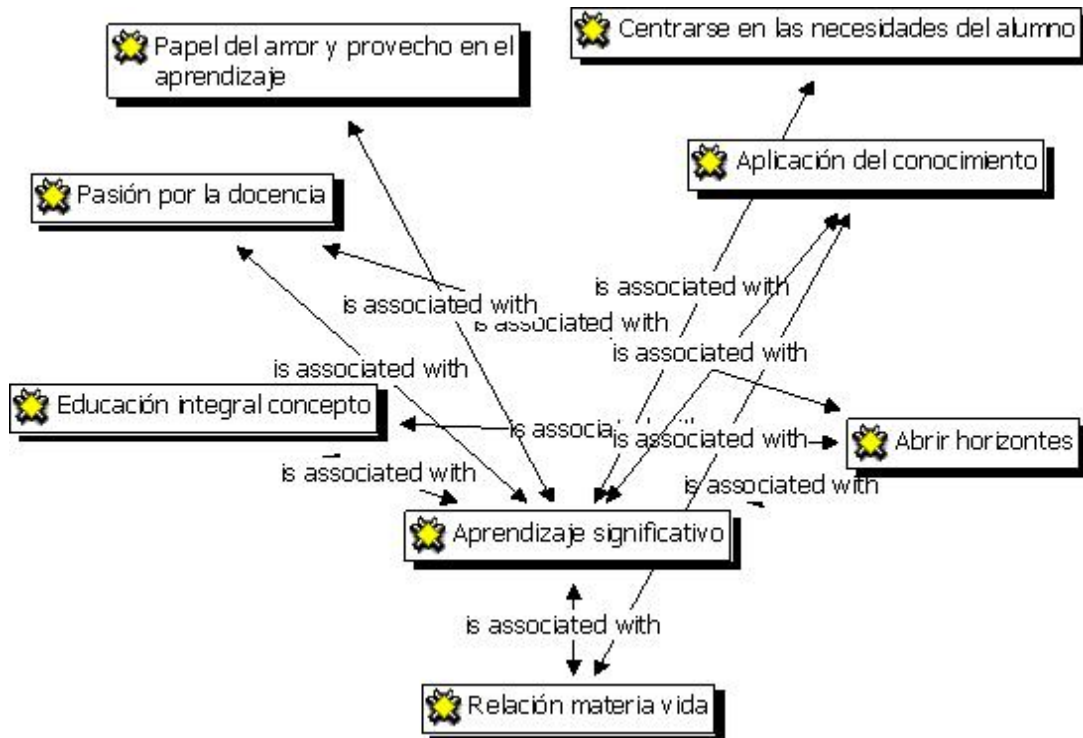 Papel del amor y provecho en el
aprendizaje
Centrarse en las necesidades del alumno
Aplicación del conocimiento
Pasión por la docencia
is associated with
is associated with
is associated with
is associated with
is associated with
Educación integral concepto
is associated with
is associated with
Abrir horizontes
is associated with
is associated with
Aprendizaje significativo
is associated with
Relación materia vida